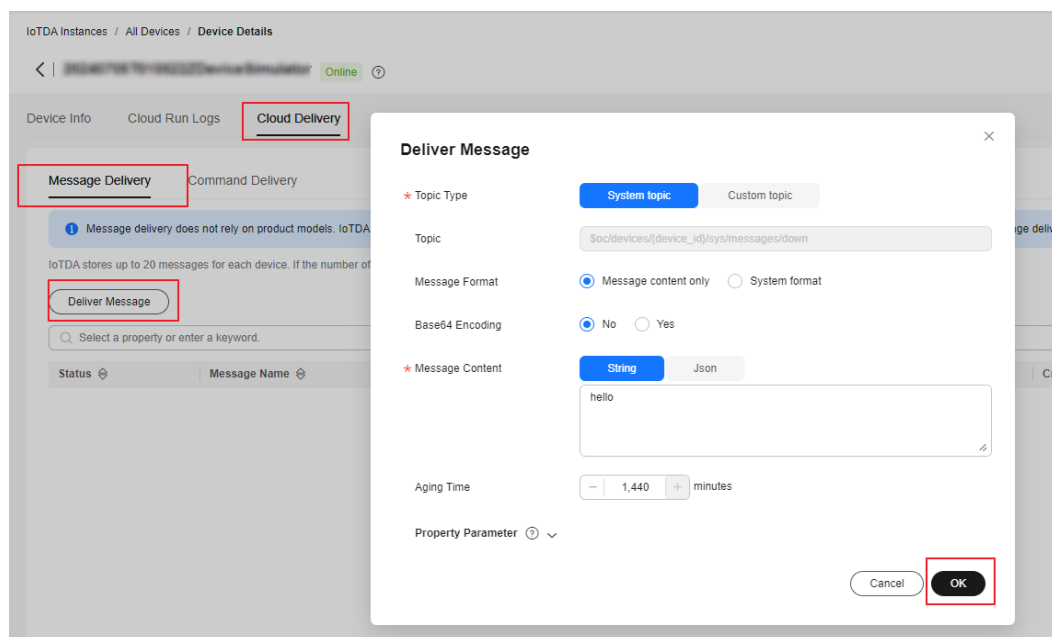 IoTDA Instances / All Devices / Device Details
Online
Device Info Cloud Run Logs Cloud Delivery
Message Delivery Command Delivery
Message delivery does not rely on product models. IoTDA
IoTDA stores up to 20 messages for each device. If the number of
Deliver Message
Select a property or enter a keyword.
Status Message Name
Deliver Message
* Topic Type System topic Custom topic
Topic $oc/devices/{device_id}/sys/messages/down
Message Format Message content only System format
Base64 Encoding No Yes
* Message Content String Json
hello
Aging Time 1,440 minutes
Property Parameter
Cancel OK